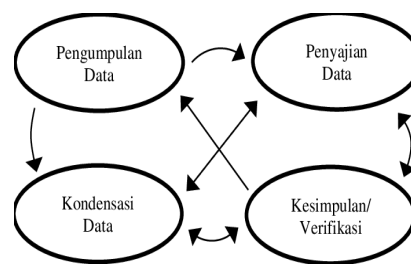 Pengumpulan
Data
Penyajian
Data
Kondensasi
Data
Kesimpulan/
Verifikasi